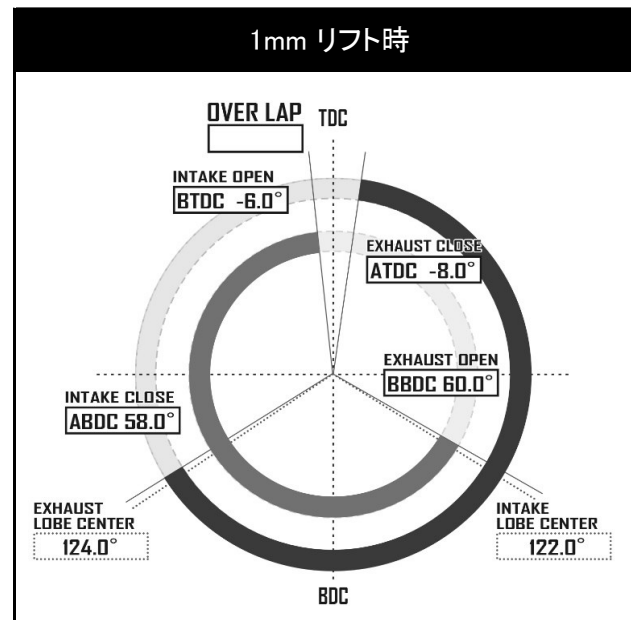 1mm リフト時
OVER LAP
TDC
INTAKE OPEN
BTDC -6.0°
EXHAUST CLOSE
ATDC -8.0°
EXHAUST OPEN
BBDC 60.0°
INTAKE CLOSE
ABDC 58.0°
EXHAUST
LOBE CENTER
124.0°
INTAKE
LOBE CENTER
122.0°
BDC